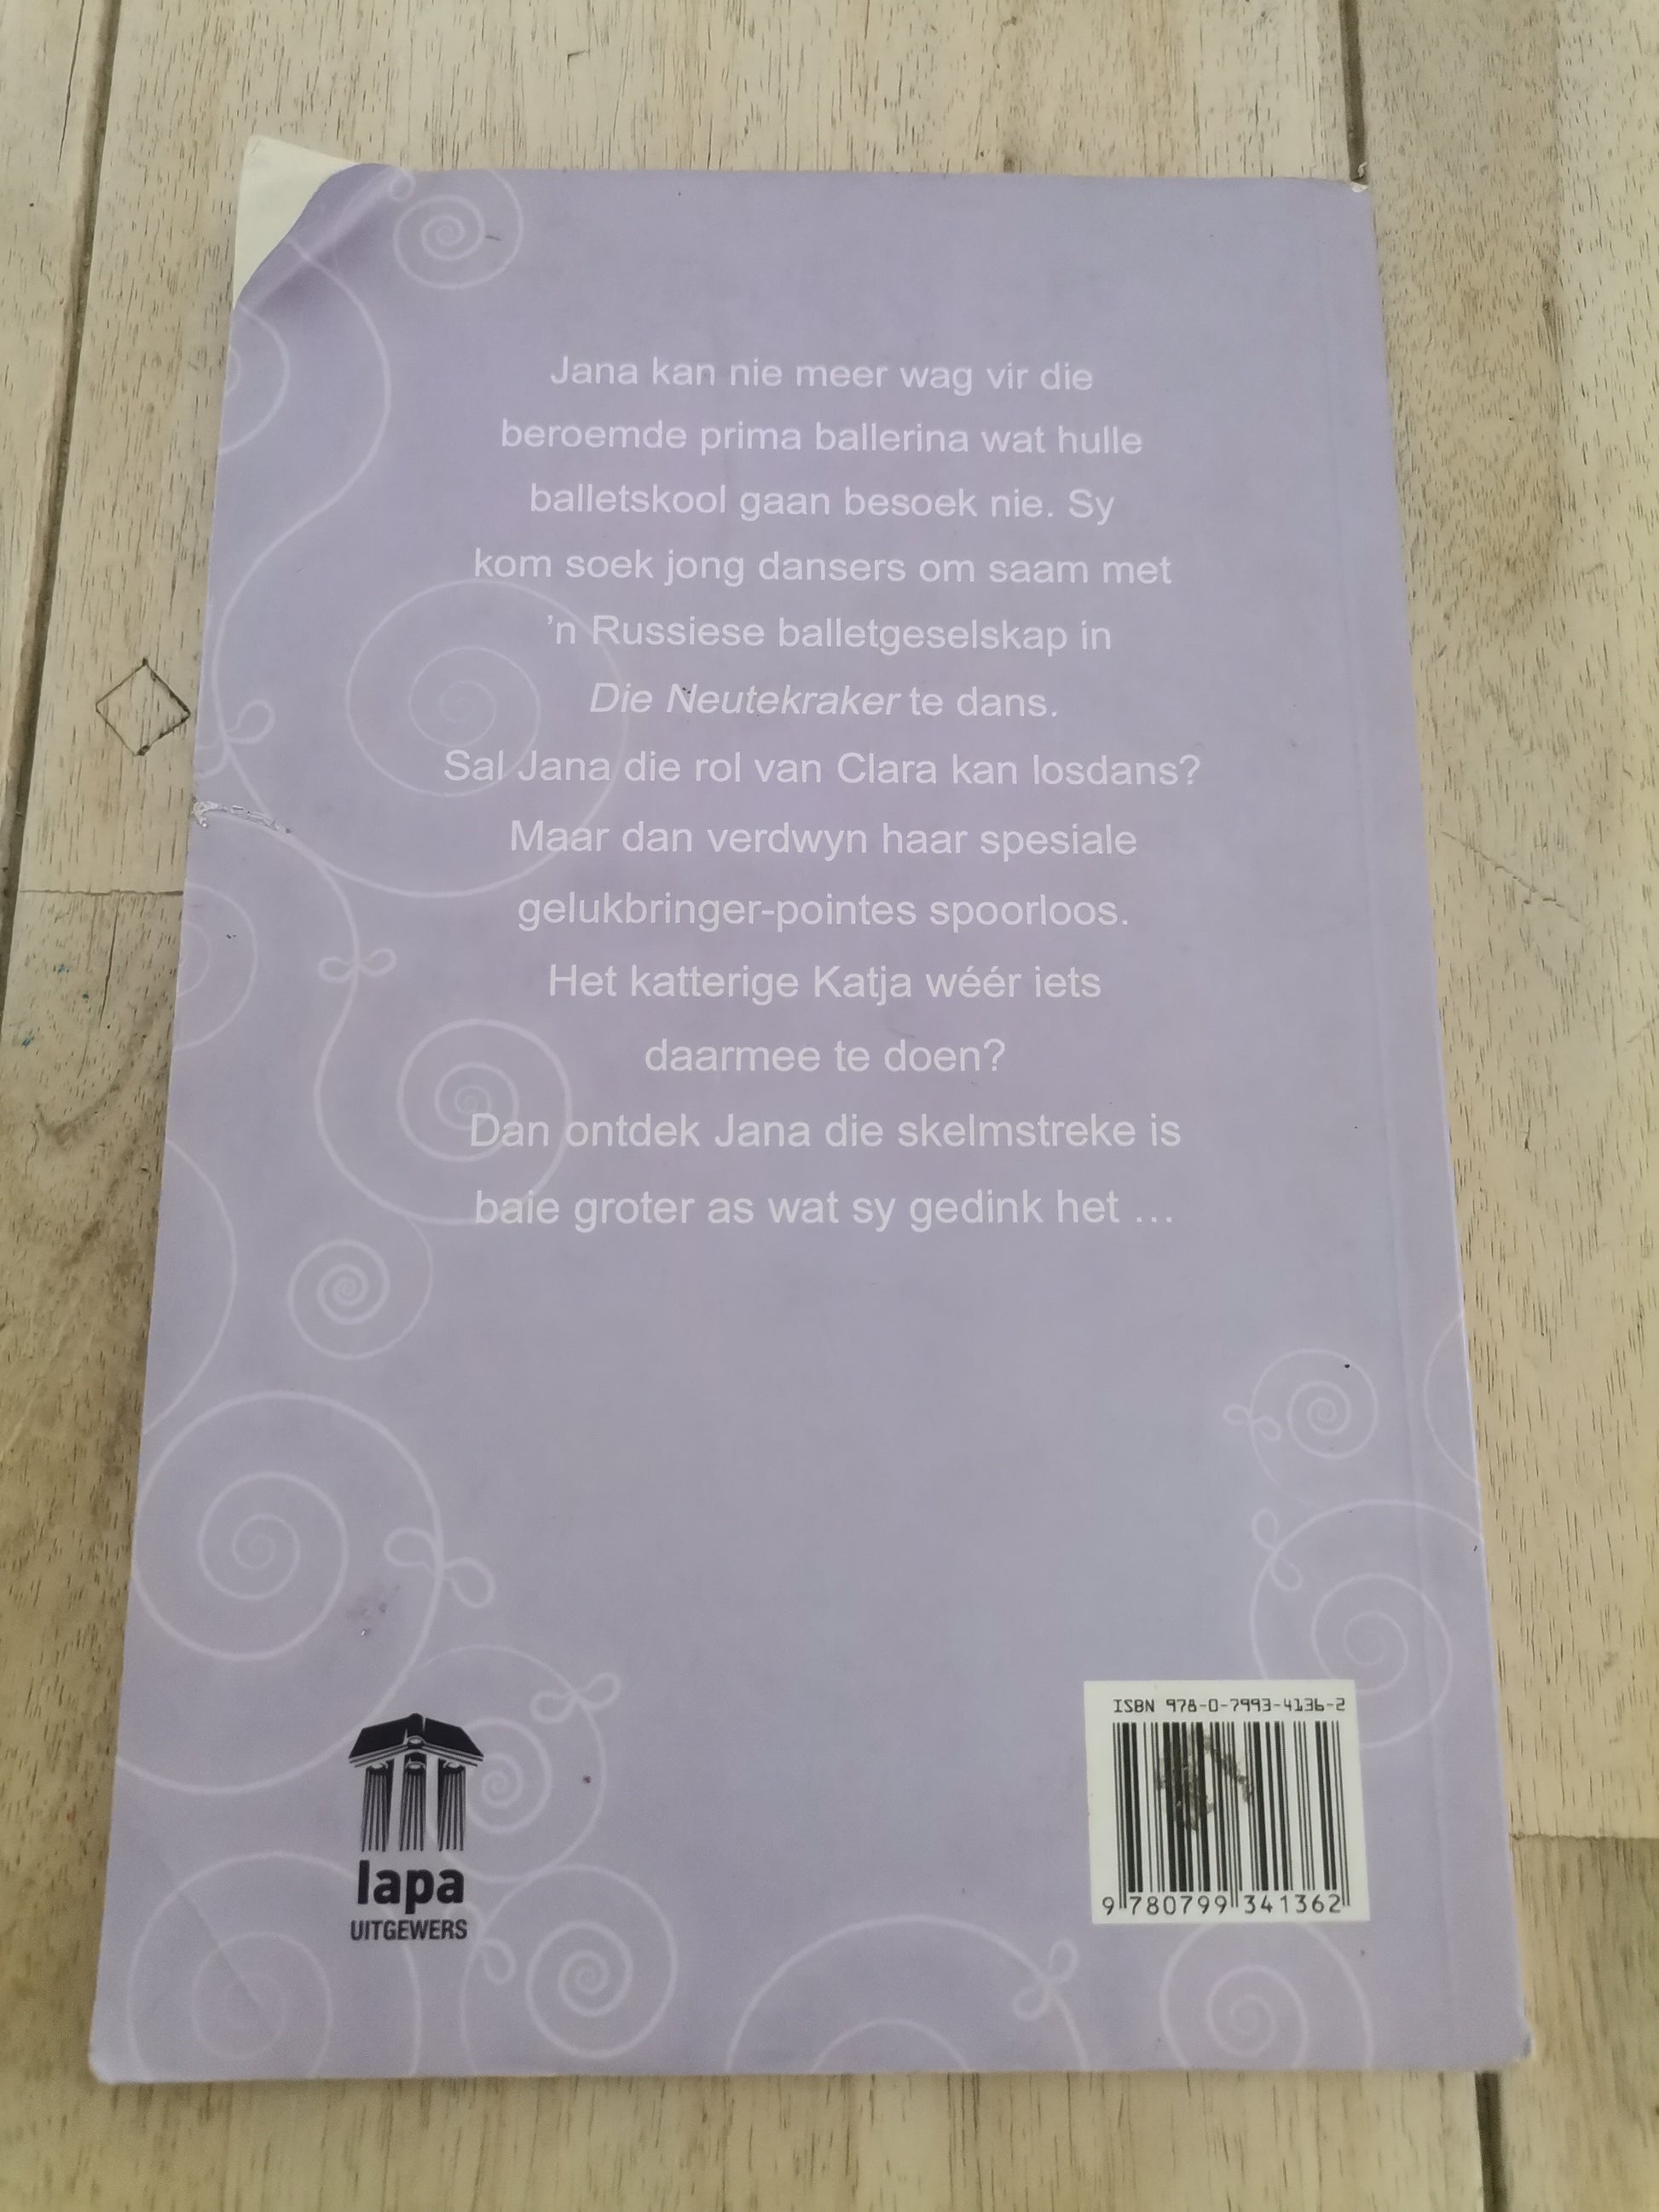 Jana kan nie meer wag vir die
beroemde prima ballerina wat hulle
balletskool gaan besoek nie. Sy
kom soek jong dansers om saam met
’n Russiese balletgeselskap in
Die Neutekraker te dans.
Sal Jana die rol van Clara kan losdans?
Maar dan verdwyn haar spesiale
gelukbringer-pointes spoorloos.
Het katterige Katja wéér iets
daarmee te doen?
Dan ontdek Jana die skelmstreke is
baie groter as wat sy gedink het ...
lapa
UITGEWERS
ISBN 978-0-7993-4136-2
9 780799 341362